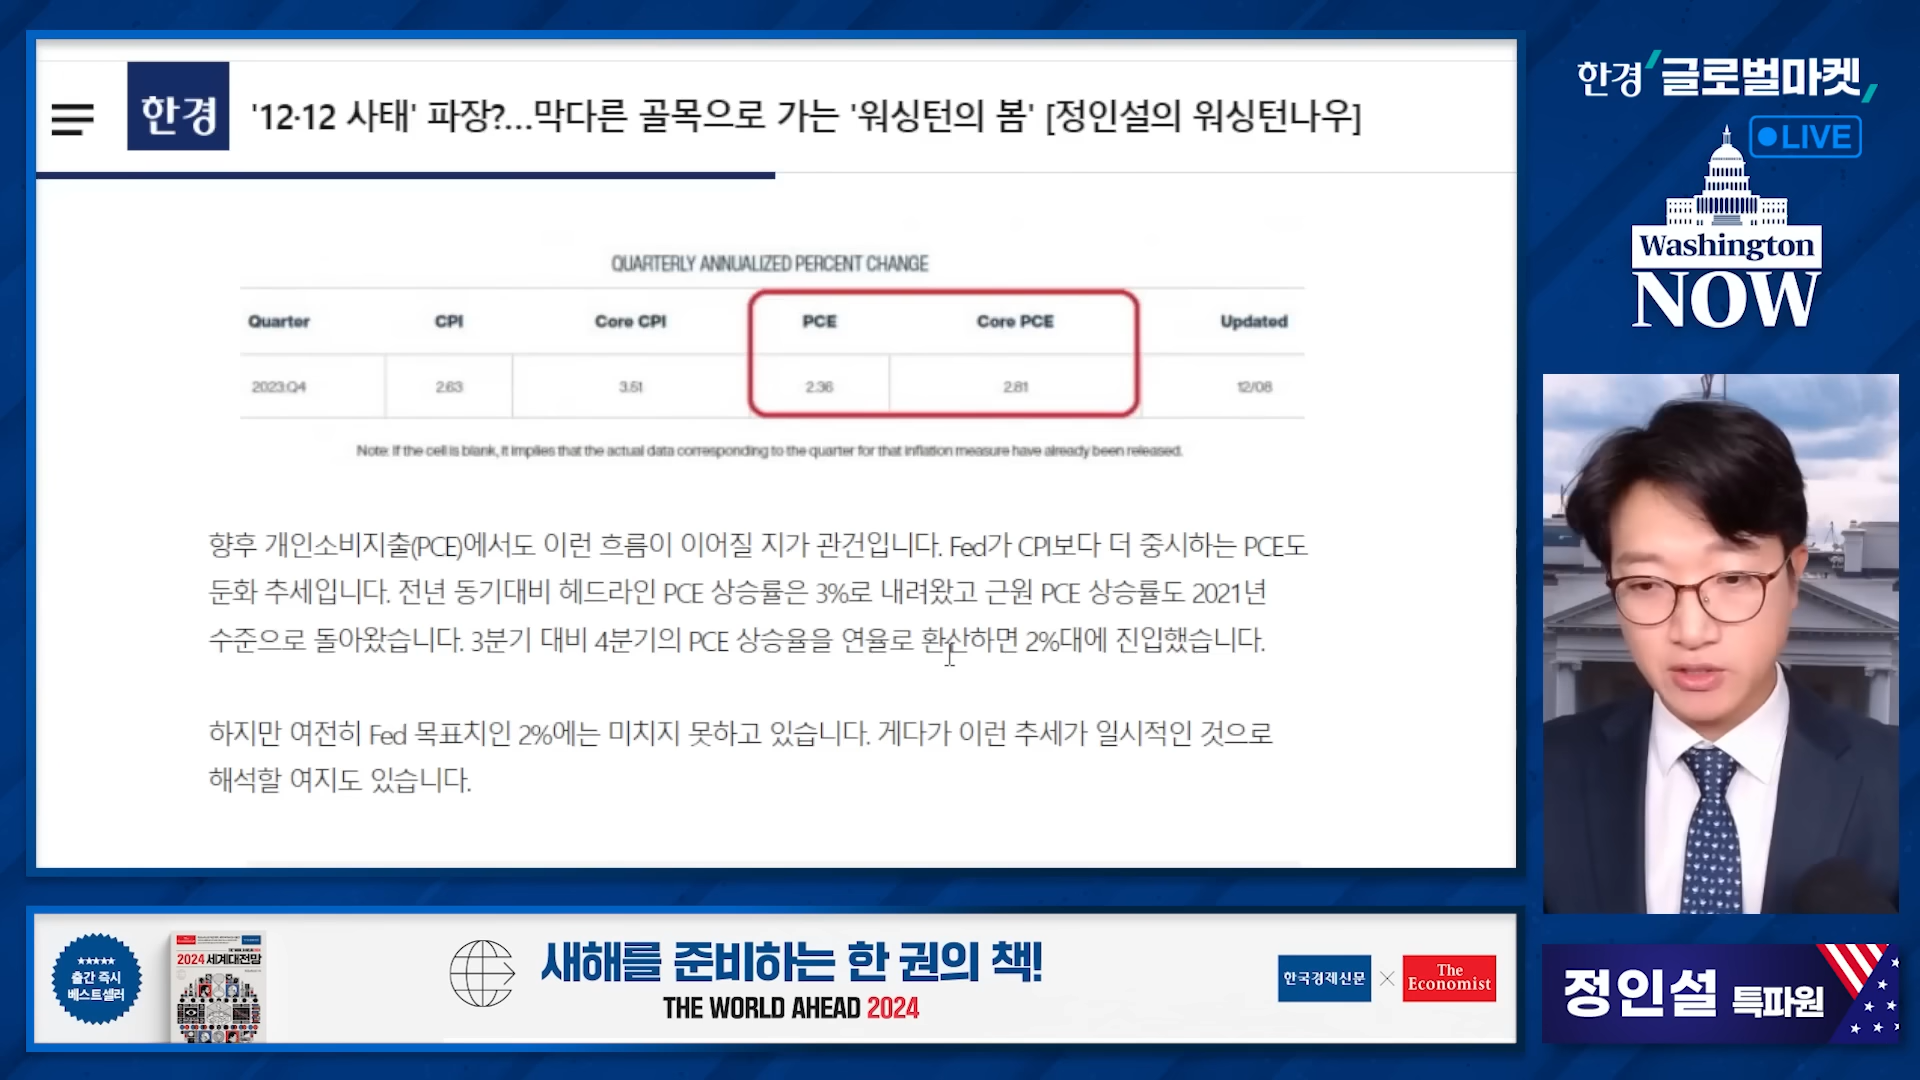 한경
'12·12 사태' 파장?...막다른 골목으로 가는 '워싱턴의 봄' [정인설의 워싱턴나우]
QUARTERLY ANNUALIZED PERCENT CHANGE
Quarter CPI Core CPI PCE Core PCE Updated
2023:Q4 2.63 3.51 2.36 2.81 12/08
Note: If the cell is blank, it implies that the actual data corresponding to the quarter for that inflation measure have already been released.
향후 개인소비지출(PCE)에서도 이런 흐름이 이어질 지가 관건입니다. Fed가 CPI보다 더 중시하는 PCE도
둔화 추세입니다. 전년 동기대비 헤드라인 PCE 상승률은 3%로 내려왔고 근원 PCE 상승률도 2021년
수준으로 돌아왔습니다. 3분기 대비 4분기의 PCE 상승율을 연율로 환산하면 2%대에 진입했습니다.
하지만 여전히 Fed 목표치인 2%에는 미치지 못하고 있습니다. 게다가 이런 추세가 일시적인 것으로
해석할 여지도 있습니다.
한경 글로벌마켓
LIVE
Washington
NOW
정인설 특파원
출간 즉시
베스트셀러
2024 세계대전망
새해를 준비하는 한 권의 책!
THE WORLD AHEAD 2024
한국경제신문 × The Economist